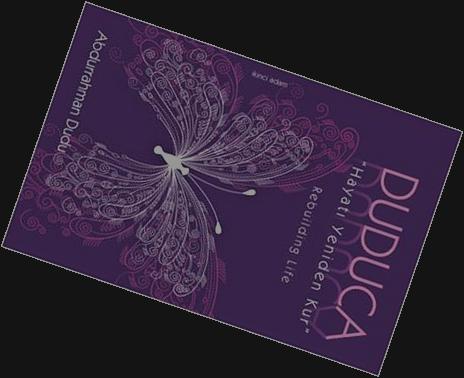 DUDUCA
"Hayatı Yeniden Kur"
Rebuilding Life
ikinci adam
Abdurrahman Dudu